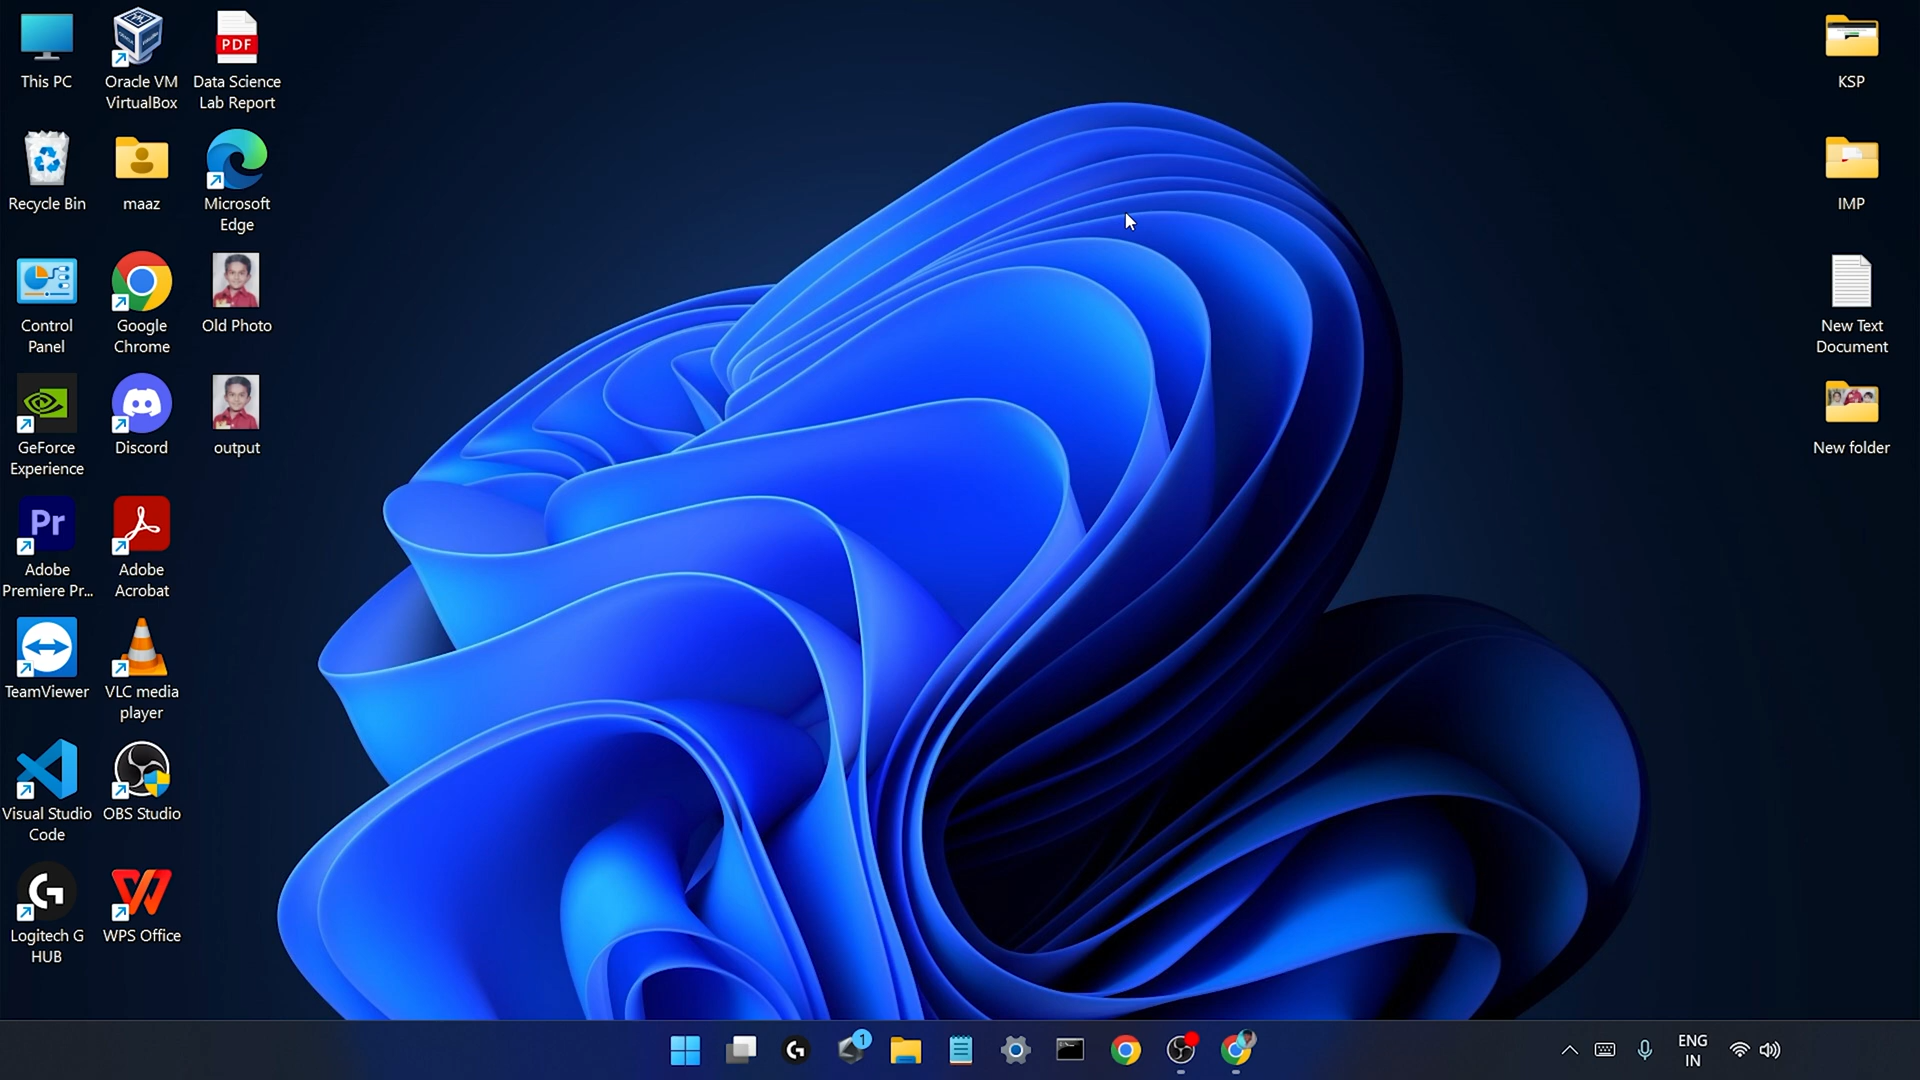 This PC
Oracle VM
VirtualBox
PDF
Data Science
Lab Report
Recycle Bin
maaz
Microsoft
Edge
Control
Panel
Google
Chrome
Old Photo
GeForce
Experience
Discord
output
Pr
Adobe
Premiere Pr...
Adobe
Acrobat
TeamViewer
VLC media
player
Visual Studio
Code
OBS Studio
Logitech G
HUB
WPS Office
KSP
IMP
New Text
Document
New folder
1
ENG
IN